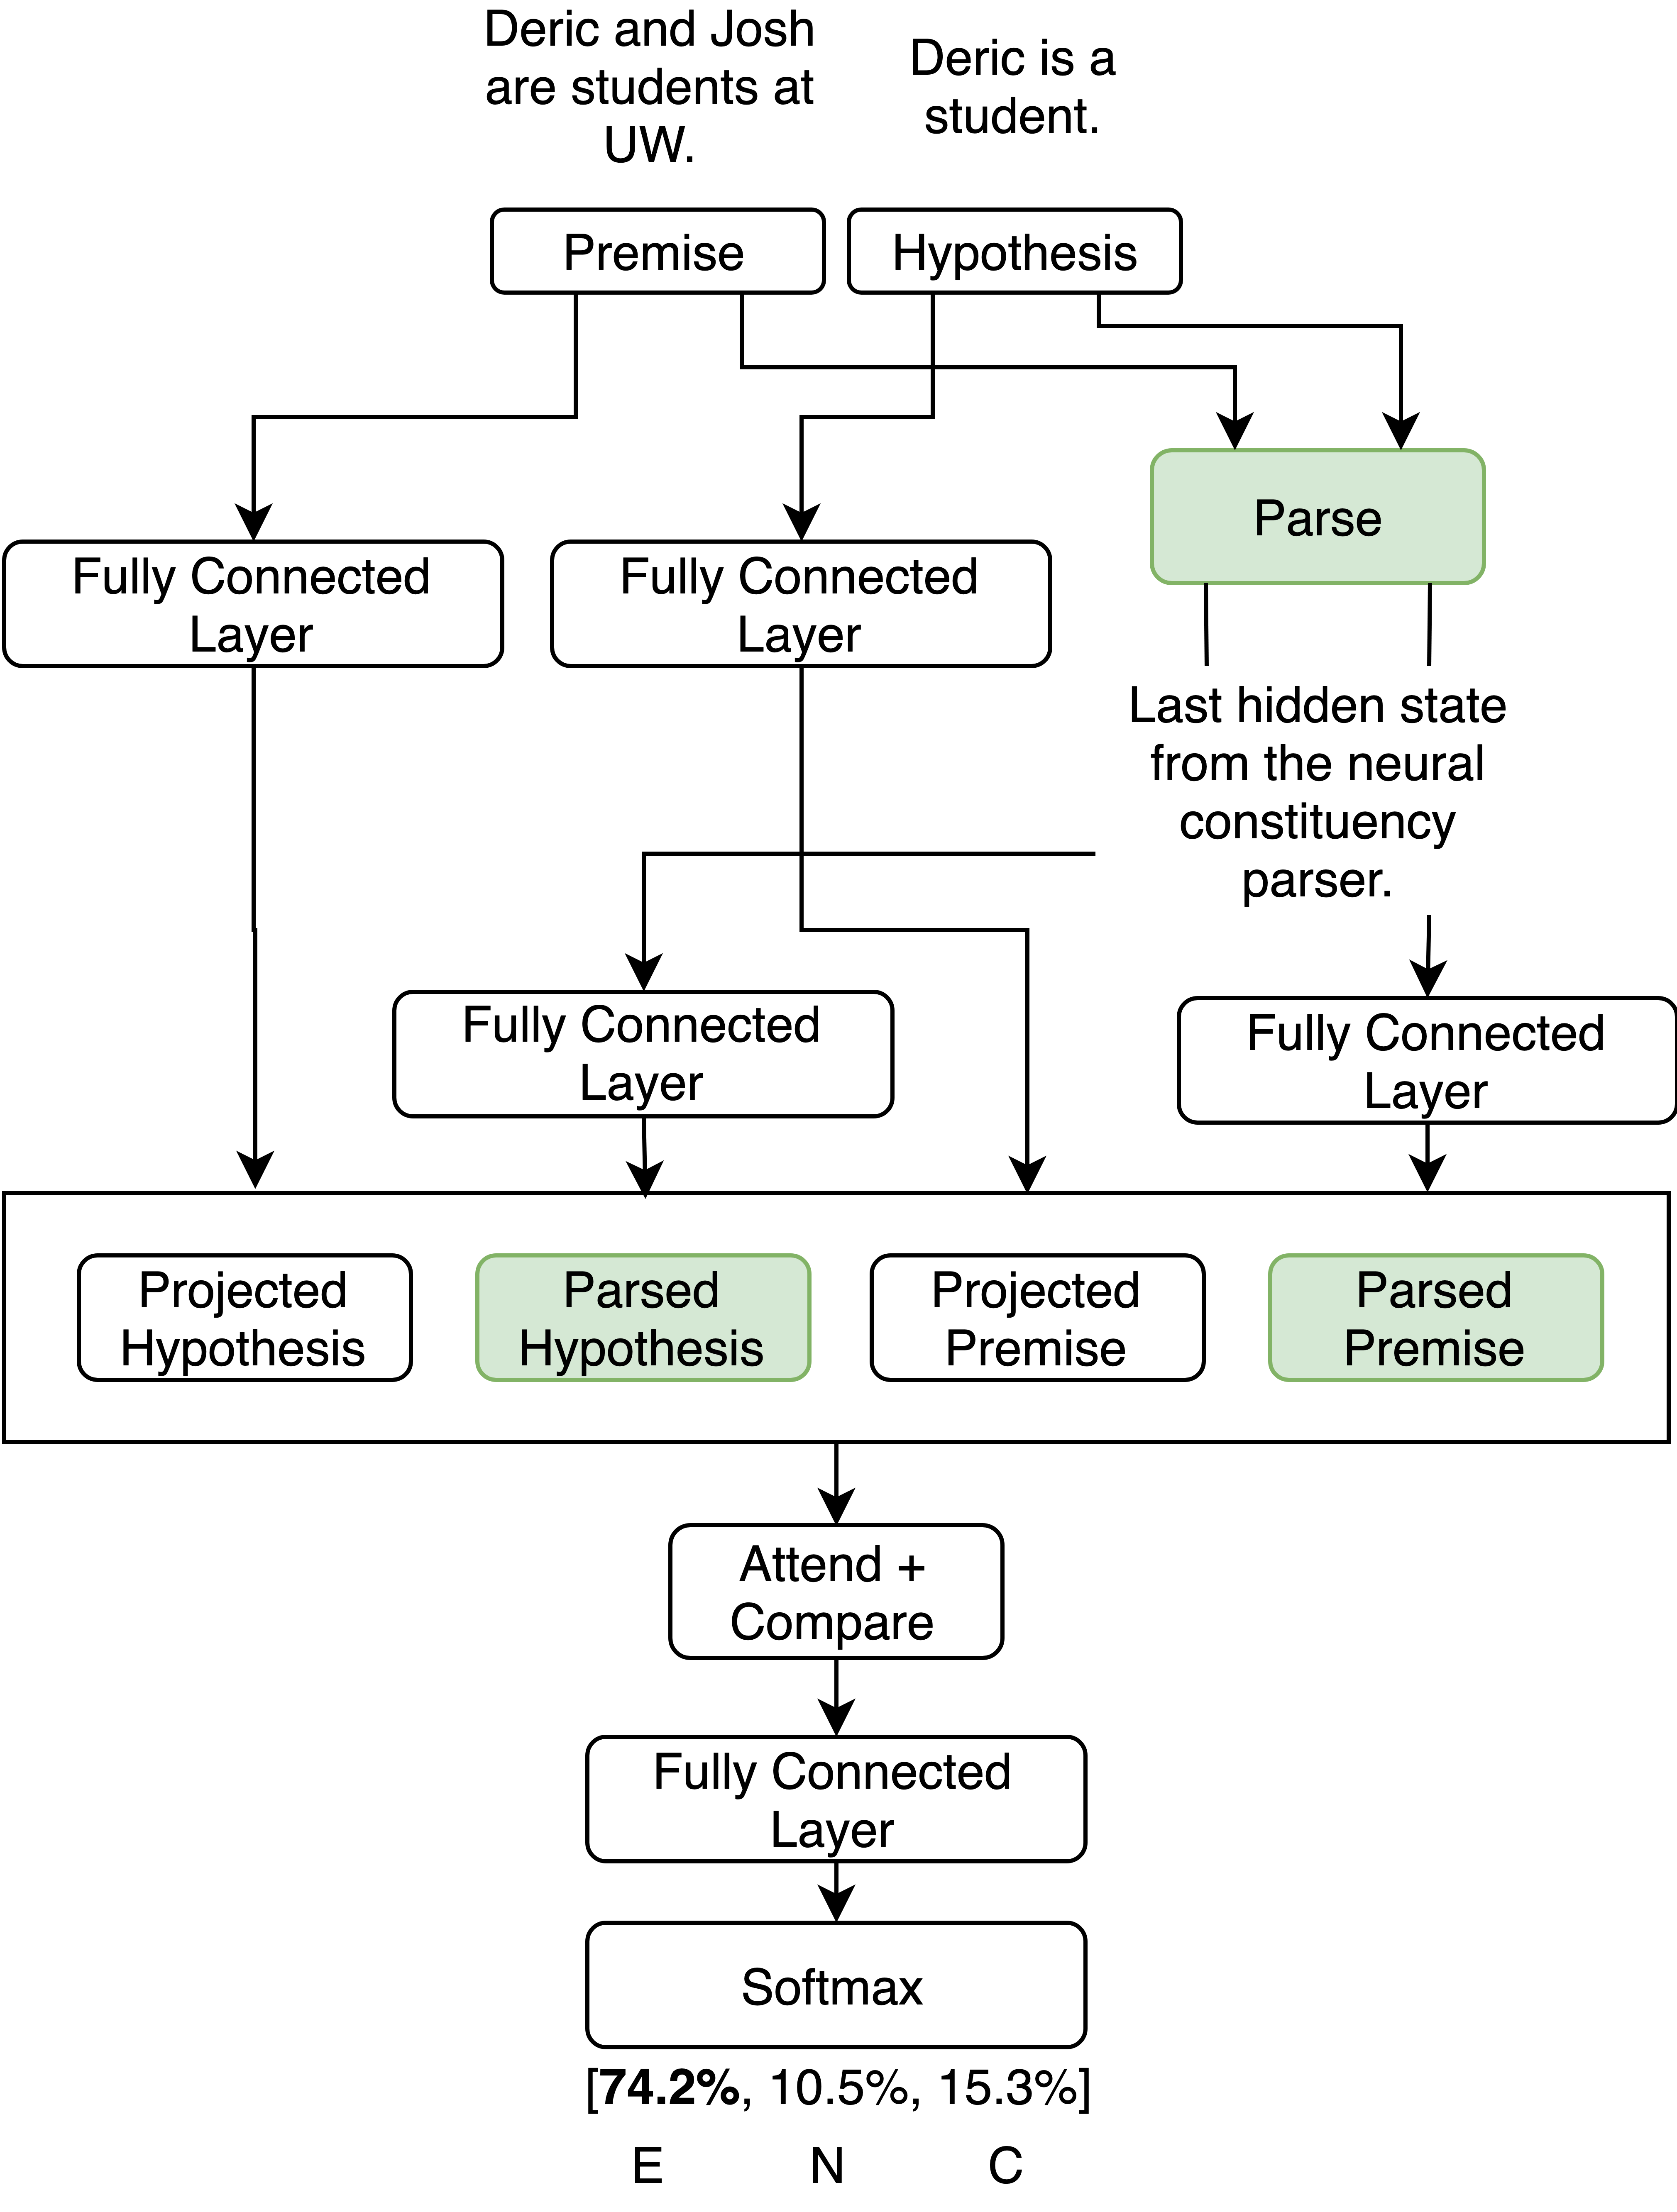 Deric and Josh
are students at
UW.
Deric is a
student.
Premise
Hypothesis
Parse
Fully Connected
Layer
Fully Connected
Layer
Last hidden state
from the neural
constituency
parser.
Fully Connected
Layer
Fully Connected
Layer
Projected
Hypothesis
Parsed
Hypothesis
Projected
Premise
Parsed
Premise
Attend +
Compare
Fully Connected
Layer
Softmax
[74.2%, 10.5%, 15.3%]
E N C